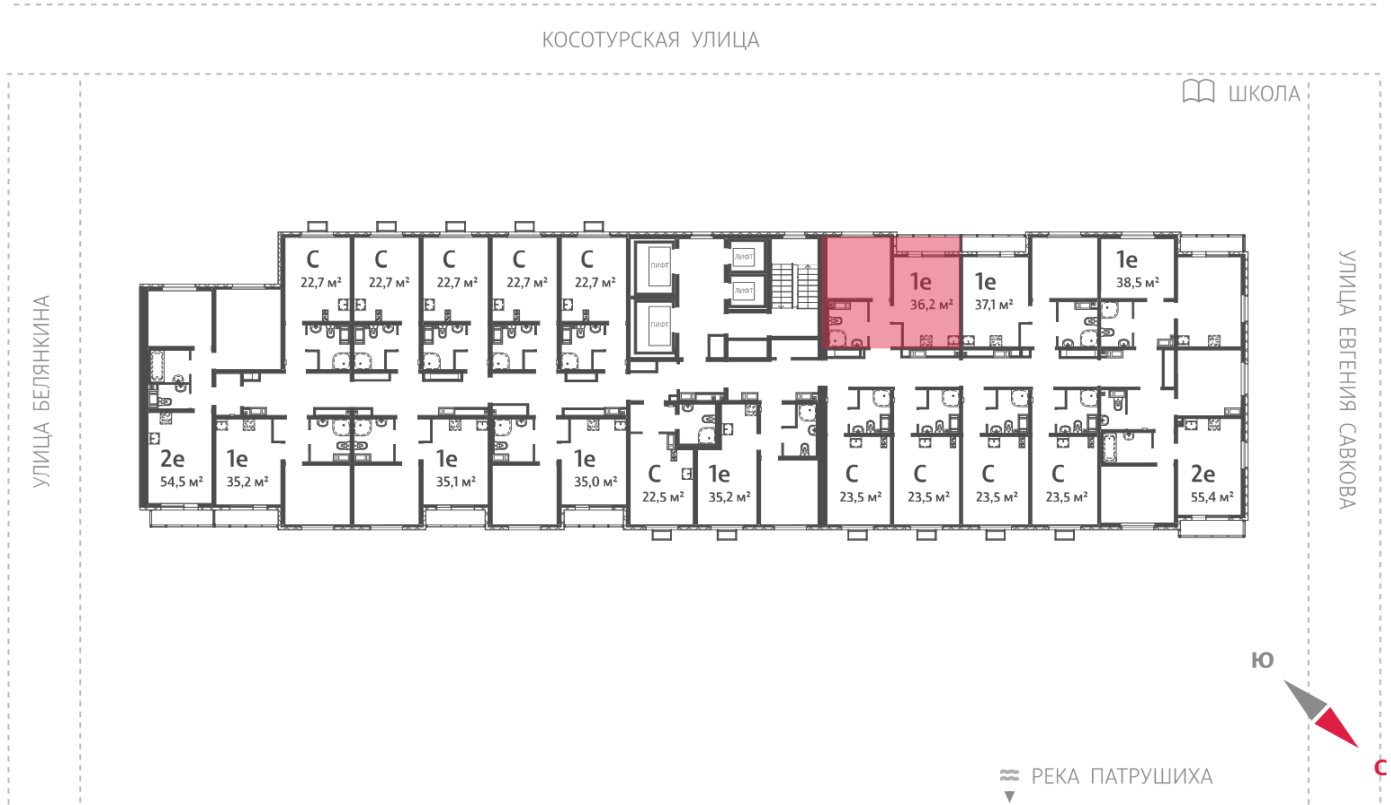 КОСОТУРСКАЯ УЛИЦА
ШКОЛА
УЛИЦА БЕЛЯНКИНА
УЛИЦА ЕВГЕНИЯ САВКОВА
С
22,7 м²
С
22,7 м²
С
22,7 м²
С
22,7 м²
С
22,7 м²
ЛИФТ
ЛИФТ
ЛИФТ
ЛИФТ
1е
36,2 м²
1е
37,1 м²
1е
38,5 м²
2е
54,5 м²
1е
35,2 м²
1е
35,1 м²
1е
35,0 м²
С
22,5 м²
1е
35,2 м²
С
23,5 м²
С
23,5 м²
С
23,5 м²
С
23,5 м²
2е
55,4 м²
Ю
С
РЕКА ПАТРУШИХА